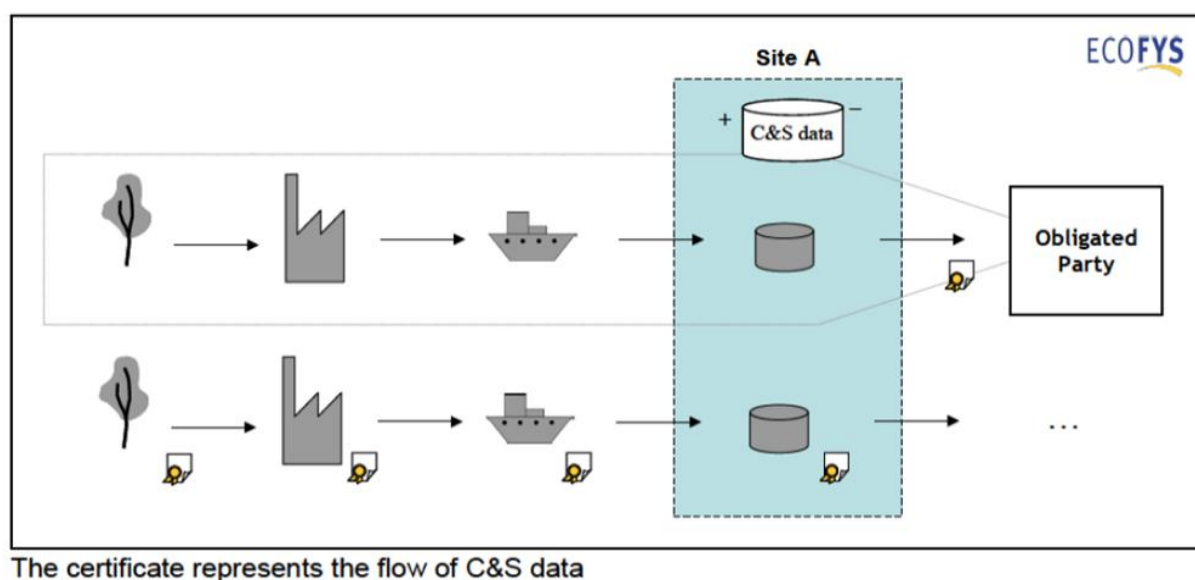 ECOFYS
Site A
+
−
C&S data
Obligated
Party
...
The certificate represents the flow of C&S data